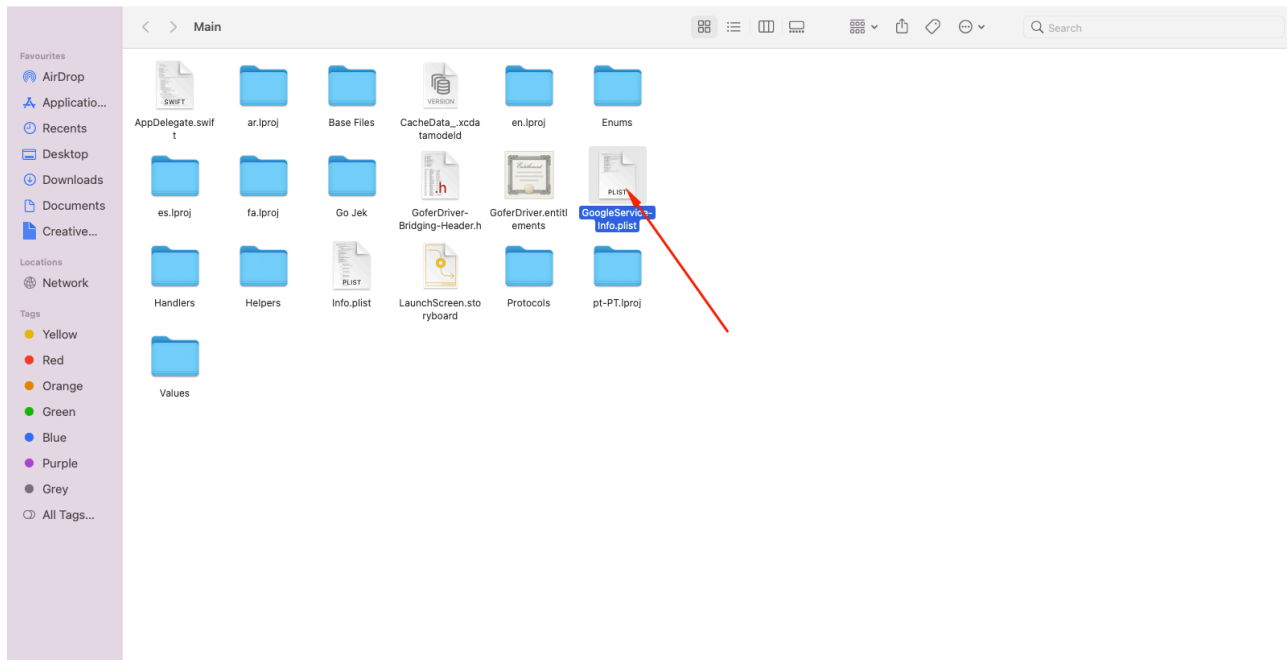 Main
Search
Favourites
AirDrop
Applicatio...
Recents
Desktop
Downloads
Documents
Creative...
Locations
Network
Tags
Yellow
Red
Orange
Green
Blue
Purple
Grey
All Tags...
SWIFT
VERSION
AppDelegate.swif
t
ar.lproj
Base Files
CacheData_.xcda
tamodeld
en.lproj
Enums
.h
Entitlement
PLIST
es.lproj
fa.lproj
Go Jek
GoferDriver-
Bridging-Header.h
GoferDriver.entitl
ements
GoogleService-
Info.plist
PLIST
Handlers
Helpers
Info.plist
LaunchScreen.sto
ryboard
Protocols
pt-PT.lproj
Values